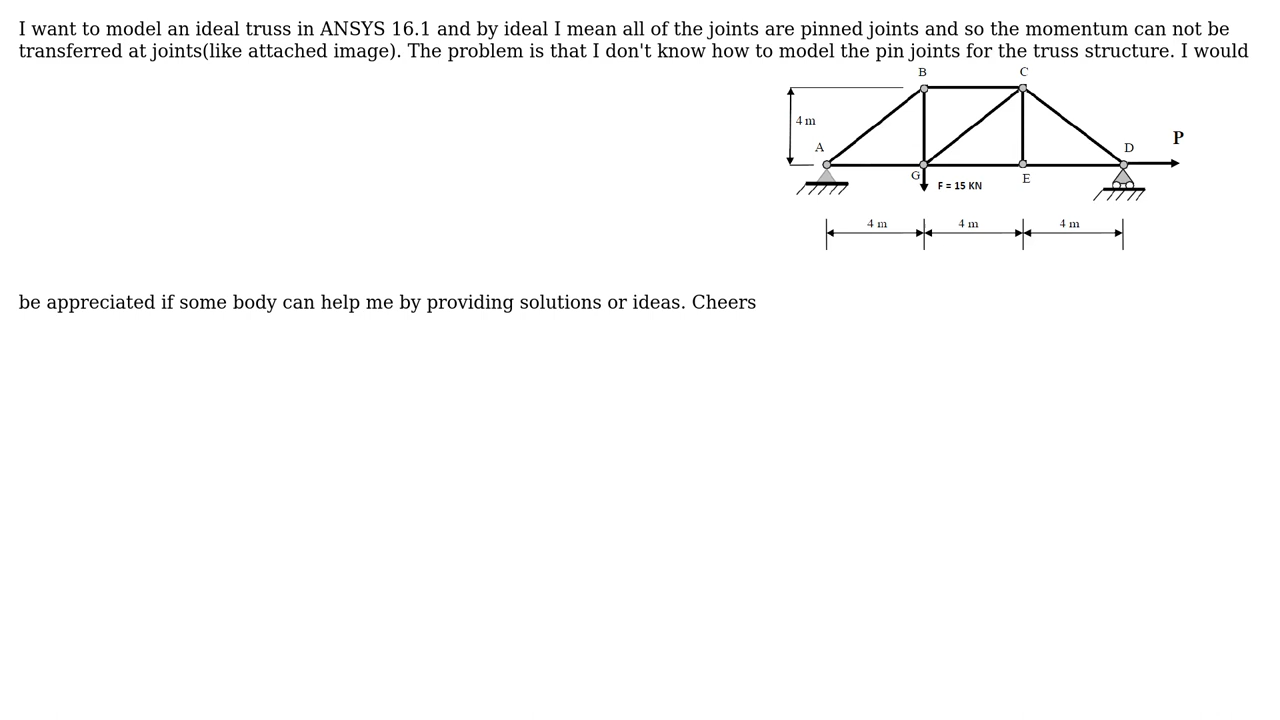 I want to model an ideal truss in ANSYS 16.1 and by ideal I mean all of the joints are pinned joints and so the momentum can not be
transferred at joints(like attached image). The problem is that I don't know how to model the pin joints for the truss structure. I would
B C
4 m
A D P
G F = 15 KN E
4 m 4 m 4 m
be appreciated if some body can help me by providing solutions or ideas. Cheers